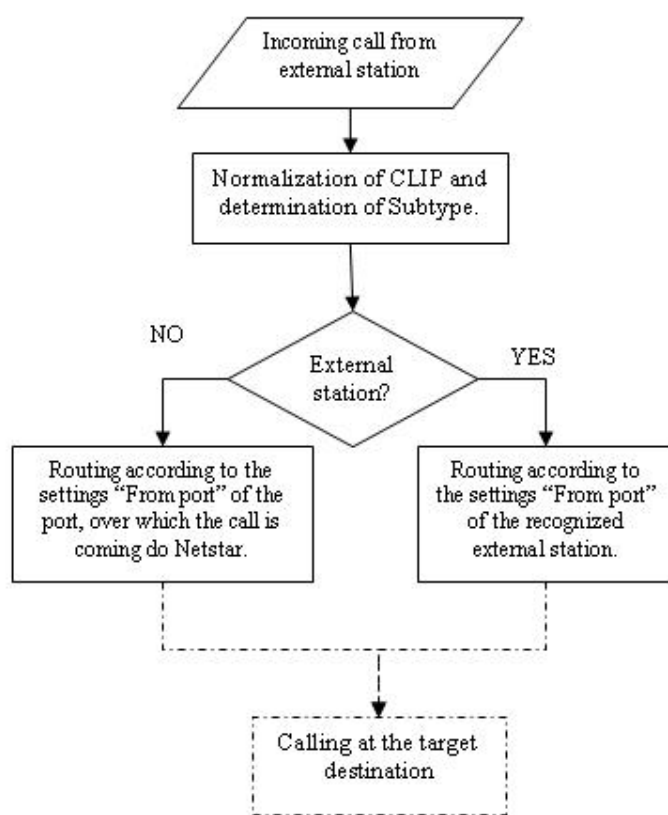 Incoming call from
external station
Normalization of CLIP and
determination of Subtype.
NO
External
station?
YES
Routing according to the
settings “From port” of the
port, over which the call is
coming do Netstar.
Routing according to
the settings “From port”
of the recognized
external station.
Calling at the target
destination